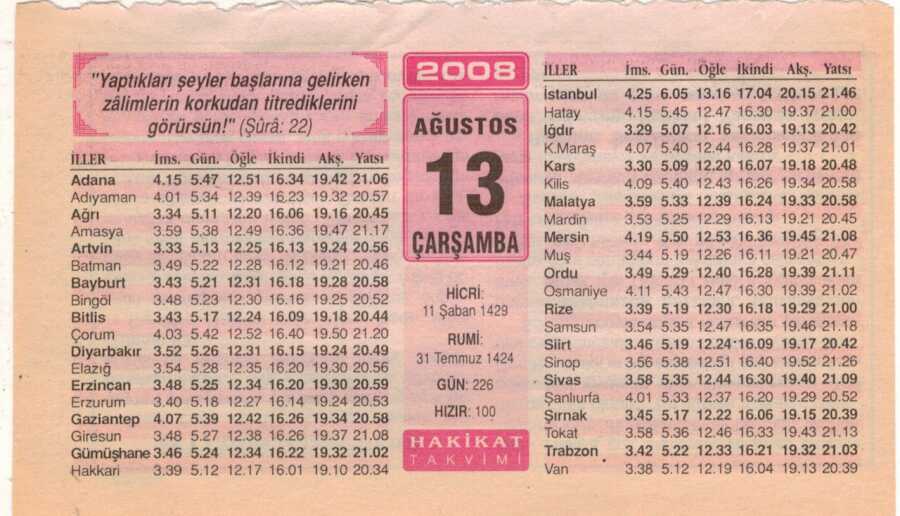 "Yaptıkları şeyler başlarına gelirken
zâlimlerin korkudan titrediklerini
görürsün!" (Şûrâ: 22)
İLLER İms. Gün. Öğle İkindi Akş. Yatsı
Adana 4.15 5.47 12.51 16.34 19.42 21.06
Adıyaman 4.01 5.34 12.39 16.23 19.32 20.57
Ağrı 3.34 5.11 12.20 16.06 19.16 20.45
Amasya 3.59 5.38 12.49 16.36 19.47 21.17
Artvin 3.33 5.13 12.25 16.13 19.24 20.56
Batman 3.49 5.22 12.28 16.12 19.21 20.46
Bayburt 3.43 5.21 12.31 16.18 19.28 20.58
Bingöl 3.48 5.23 12.30 16.16 19.25 20.52
Bitlis 3.43 5.17 12.24 16.09 19.18 20.44
Çorum 4.03 5.42 12.52 16.40 19.50 21.20
Diyarbakır 3.52 5.26 12.31 16.15 19.24 20.49
Elazığ 3.54 5.28 12.35 16.20 19.30 20.56
Erzincan 3.48 5.25 12.34 16.20 19.30 20.59
Erzurum 3.40 5.18 12.27 16.14 19.24 20.53
Gaziantep 4.07 5.39 12.42 16.26 19.34 20.58
Giresun 3.48 5.27 12.38 16.26 19.37 21.08
Gümüşhane 3.46 5.24 12.34 16.22 19.32 21.02
Hakkari 3.39 5.12 12.17 16.01 19.10 20.34
2008
AĞUSTOS
13
ÇARŞAMBA
HİCRİ:
11 Şaban 1429
RUMİ:
31 Temmuz 1424
GÜN: 226
HIZIR: 100
HAKİKAT
TAKVİMİ
İLLER İms. Gün. Öğle İkindi Akş. Yatsı
İstanbul 4.25 6.05 13.16 17.04 20.15 21.46
Hatay 4.15 5.45 12.47 16.30 19.37 21.00
Iğdır 3.29 5.07 12.16 16.03 19.13 20.42
K.Maraş 4.07 5.40 12.44 16.28 19.37 21.01
Kars 3.30 5.09 12.20 16.07 19.18 20.48
Kilis 4.09 5.40 12.43 16.26 19.34 20.58
Malatya 3.59 5.33 12.39 16.24 19.33 20.58
Mardin 3.53 5.25 12.29 16.13 19.21 20.45
Mersin 4.19 5.50 12.53 16.36 19.45 21.08
Muş 3.44 5.19 12.26 16.11 19.21 20.47
Ordu 3.49 5.29 12.40 16.28 19.39 21.11
Osmaniye 4.11 5.43 12.47 16.30 19.39 21.02
Rize 3.39 5.19 12.30 16.18 19.29 21.00
Samsun 3.54 5.35 12.47 16.35 19.46 21.18
Siirt 3.46 5.19 12.24 16.09 19.17 20.42
Sinop 3.56 5.38 12.51 16.40 19.52 21.26
Sivas 3.58 5.35 12.44 16.30 19.40 21.09
Şanlıurfa 4.01 5.33 12.37 16.20 19.29 20.52
Şırnak 3.45 5.17 12.22 16.06 19.15 20.39
Tokat 3.58 5.36 12.46 16.33 19.43 21.13
Trabzon 3.42 5.22 12.33 16.21 19.32 21.03
Van 3.38 5.12 12.19 16.04 19.13 20.39